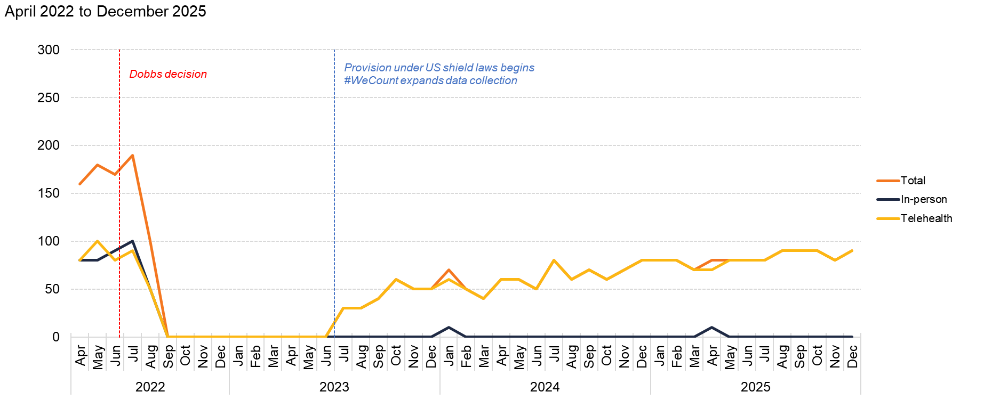 April 2022 to December 2025
300
250
200
150
100
50
0
Dobbs decision
Provision under US shield laws begins
#WeCount expands data collection
Total
In-person
Telehealth
Apr May Jun Jul Aug Sep Oct Nov Dec Jan Feb Mar Apr May Jun Jul Aug Sep Oct Nov Dec Jan Feb Mar Apr May Jun Jul Aug Sep Oct Nov Dec Jan Feb Mar Apr May Jun Jul Aug Sep Oct Nov Dec
2022 2023 2024 2025